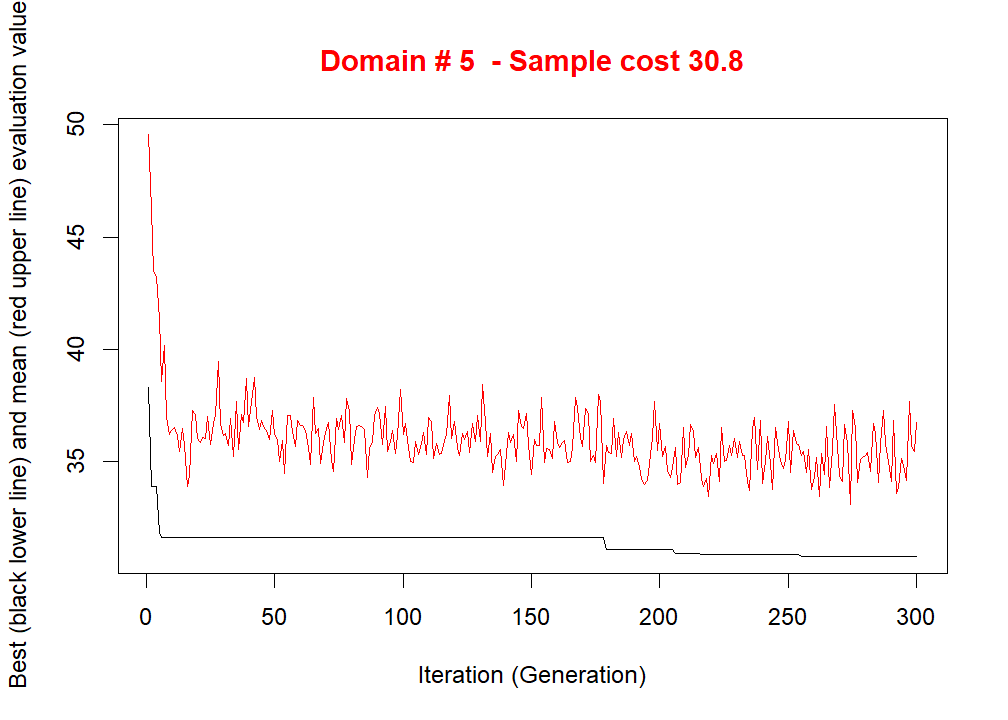 Domain # 5  - Sample cost 30.8
Best (black lower line) and mean (red upper line) evaluation value
50
45
40
35
0 50 100 150 200 250 300
Iteration (Generation)